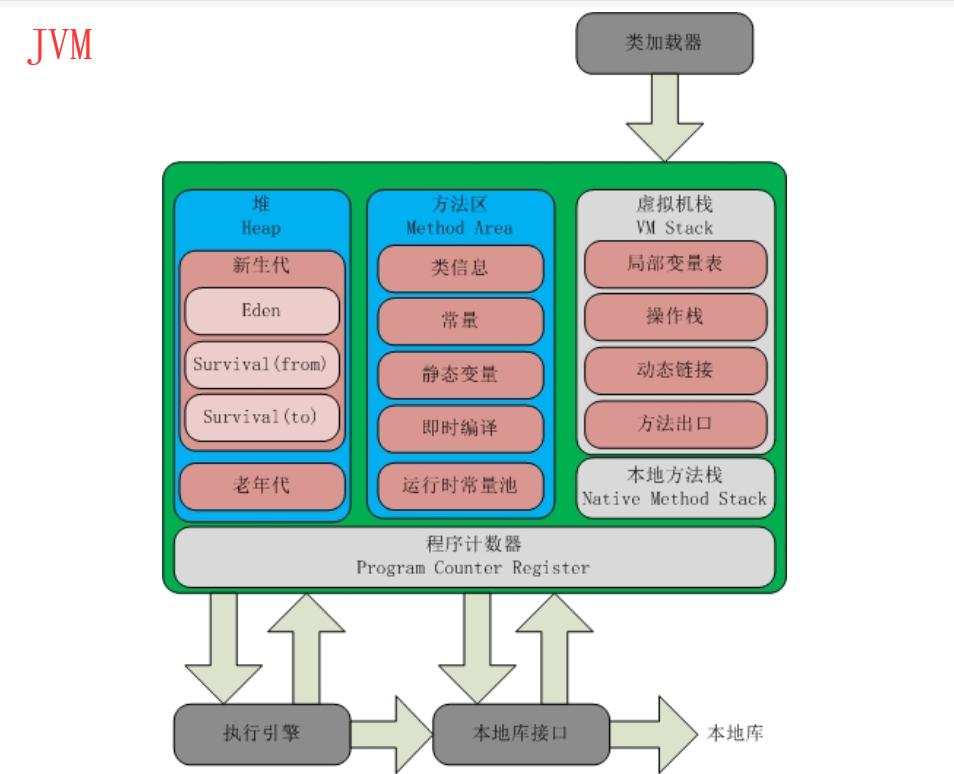 JVM
类加载器
堆
Heap
新生代
Eden
Survival(from)
Survival(to)
老年代
方法区
Method Area
类信息
常量
静态变量
即时编译
运行时常量池
虚拟机栈
VM Stack
局部变量表
操作栈
动态链接
方法出口
本地方法栈
Native Method Stack
程序计数器
Program Counter Register
执行引擎
本地库接口
本地库